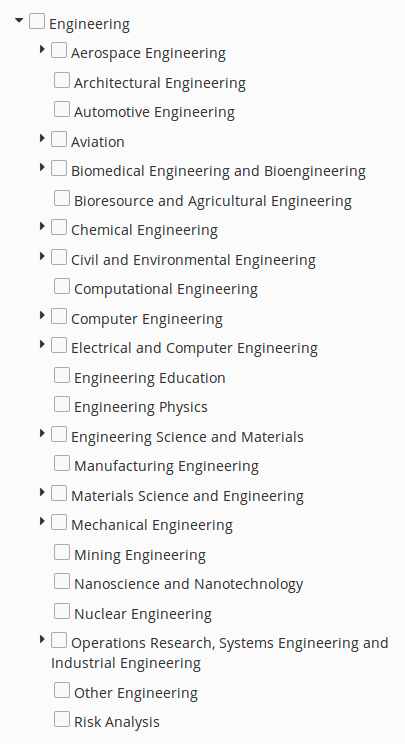 Engineering
Aerospace Engineering
Architectural Engineering
Automotive Engineering
Aviation
Biomedical Engineering and Bioengineering
Bioresource and Agricultural Engineering
Chemical Engineering
Civil and Environmental Engineering
Computational Engineering
Computer Engineering
Electrical and Computer Engineering
Engineering Education
Engineering Physics
Engineering Science and Materials
Manufacturing Engineering
Materials Science and Engineering
Mechanical Engineering
Mining Engineering
Nanoscience and Nanotechnology
Nuclear Engineering
Operations Research, Systems Engineering and
Industrial Engineering
Other Engineering
Risk Analysis